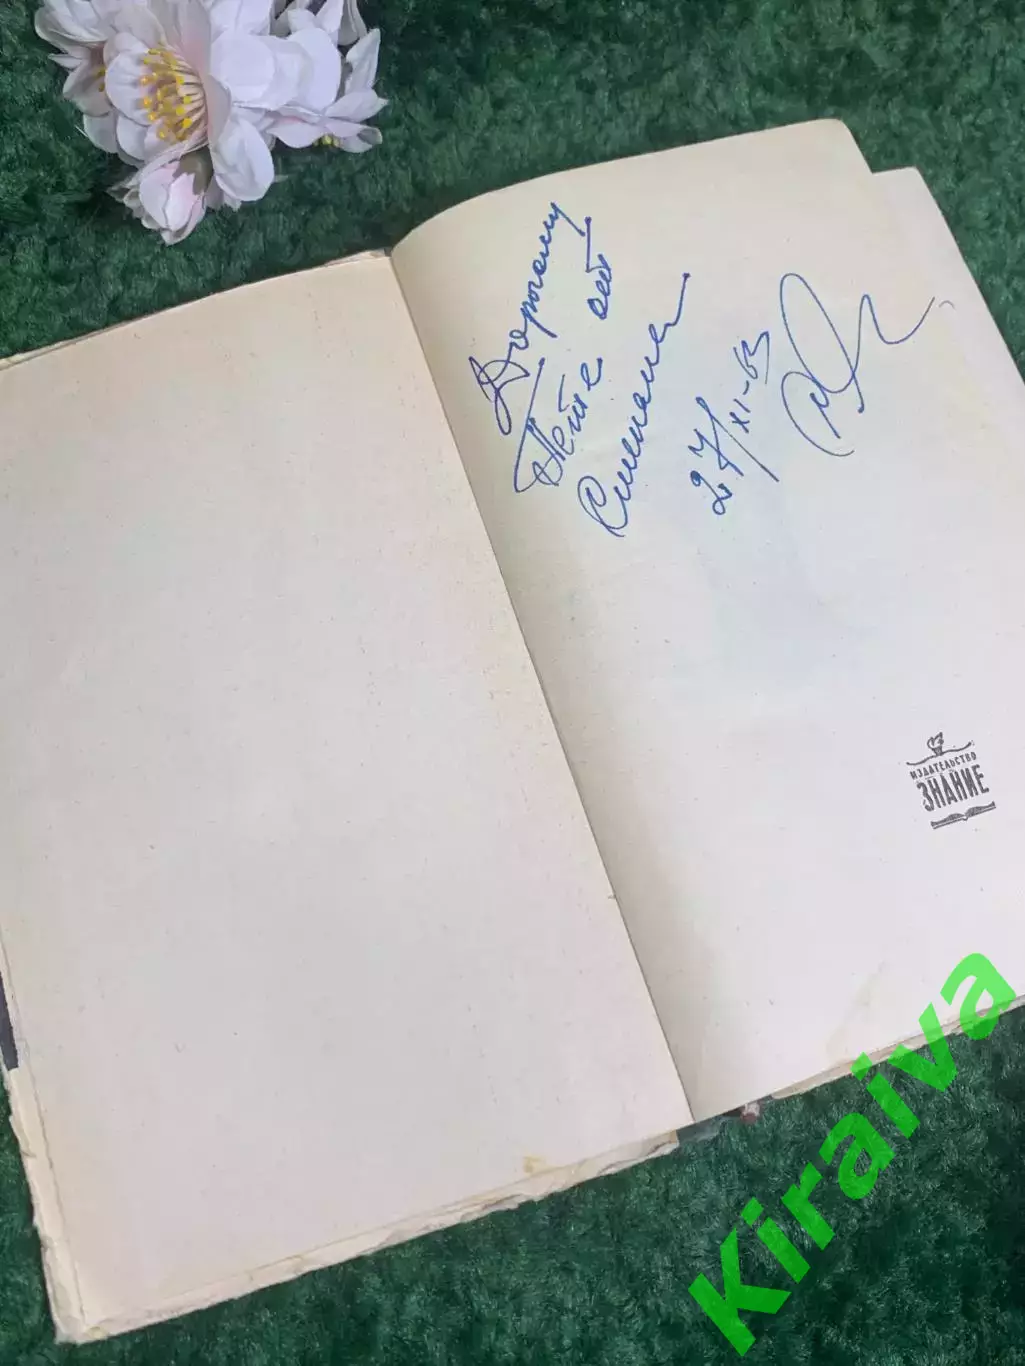 Дорогому
Пете от
27/XI-63
ИЗДАТЕЛЬСТВО
ЗНАНИЕ
Kiraiva